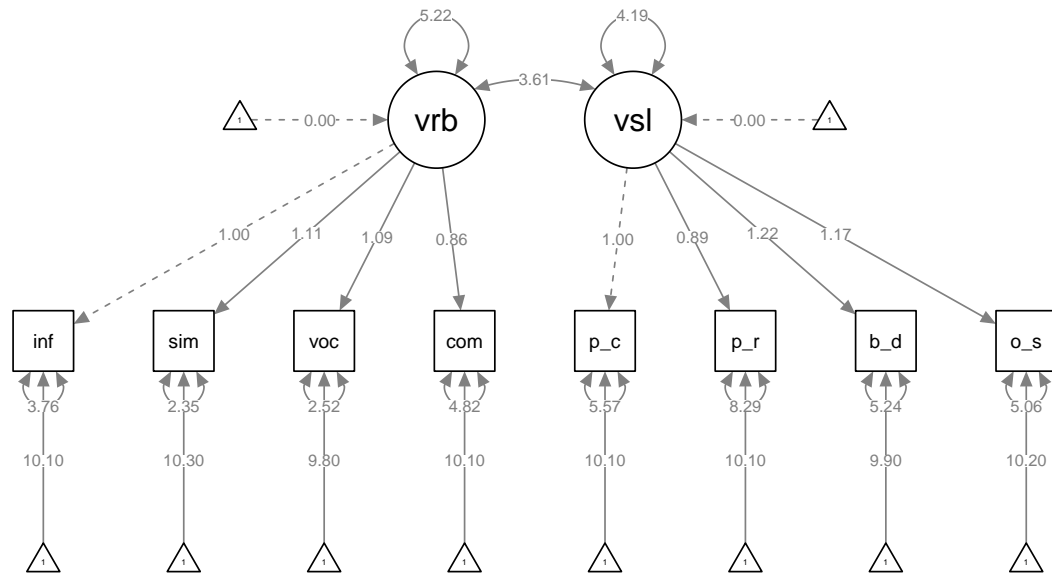 5.22 4.19
3.61
1 0.00 vrb vsl 0.00 1
1.00 1.11 1.09 0.86 1.00 0.89 1.22 1.17
inf sim voc com p_c p_r b_d o_s
3.76 2.35 2.52 4.82 5.57 8.29 5.24 5.06
10.10 10.30 9.80 10.10 10.10 10.10 9.90 10.20
1 1 1 1 1 1 1 1